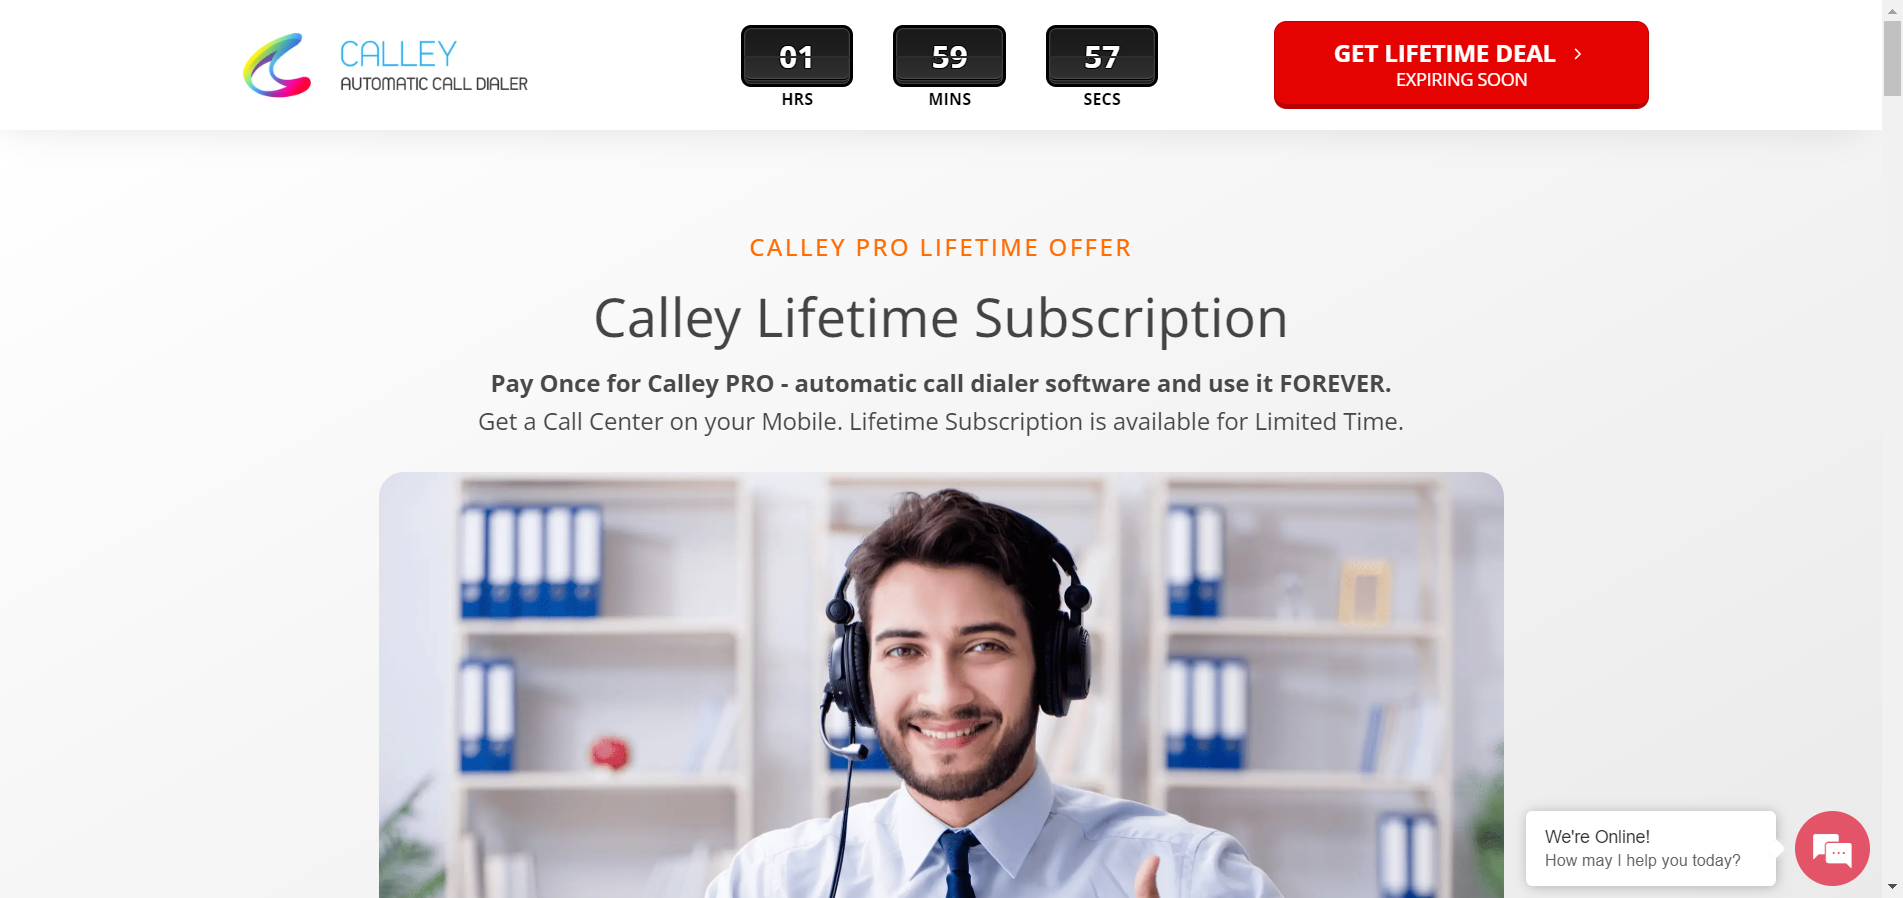 CALLEY
AUTOMATIC CALL DIALER
01
HRS
59
MINS
57
SECS
GET LIFETIME DEAL
EXPIRING SOON
CALLEY PRO LIFETIME OFFER
Calley Lifetime Subscription
Pay Once for Calley PRO - automatic call dialer software and use it FOREVER.
Get a Call Center on your Mobile. Lifetime Subscription is available for Limited Time.
We're Online!
How may I help you today?